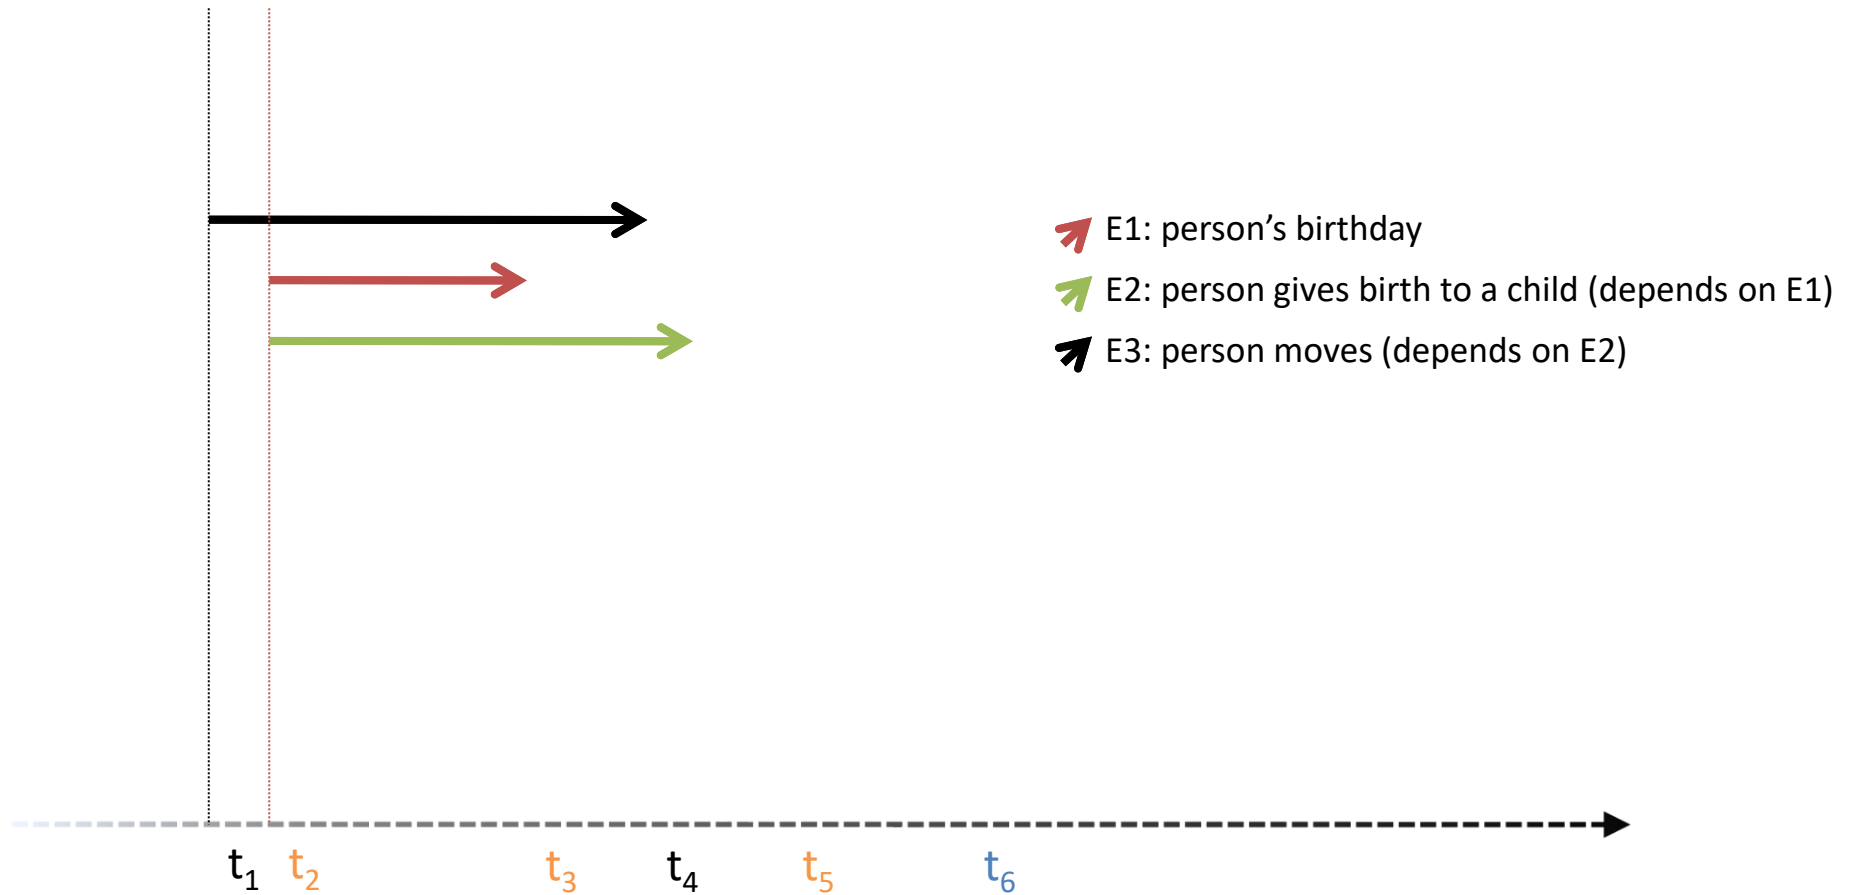 E1: person's birthday
E2: person gives birth to a child (depends on E1)
E3: person moves (depends on E2)
t1 t2 t3 t4 t5 t6